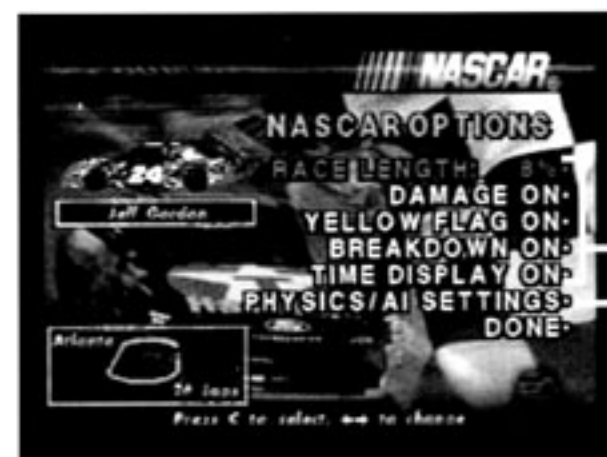 NASCAR
NASCAR OPTIONS
24
RACE LENGTH:
DAMAGE ON
Jeff Gordon
YELLOW FLAG ON
BREAKDOWN ON
TIME DISPLAY ON
PHYSICS/AI SETTINGS
DONE
Atlanta
laps
Press C to select, ←→ to change